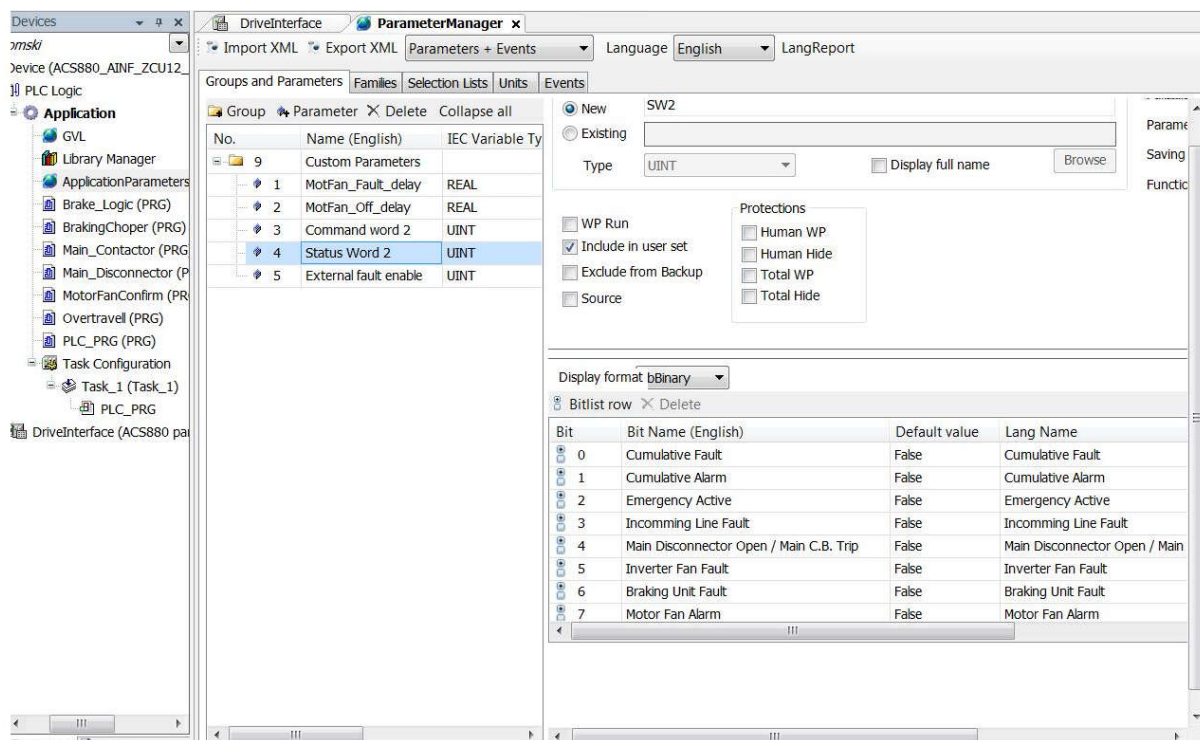 Devices
omski
Device (ACS880_AINF_ZCU12_
PLC Logic
Application
GVL
Library Manager
ApplicationParameters
Brake_Logic (PRG)
BrakingChoper (PRG)
Main_Contactor (PRG
Main_Disconnector (P
MotorFanConfirm (PR
Overtravell (PRG)
PLC_PRG (PRG)
Task Configuration
Task_1 (Task_1)
PLC_PRG
DriveInterface (ACS880 par
DriveInterface ParameterManager x
Import XML Export XML Parameters + Events Language English LangReport
Groups and Parameters Families Selection Lists Units Events
Group Parameter Delete Collapse all
No. Name (English) IEC Variable Ty
9 Custom Parameters
1 MotFan_Fault_delay REAL
2 MotFan_Off_delay REAL
3 Command word 2 UINT
4 Status Word 2 UINT
5 External fault enable UINT
New SW2
Existing
Type UINT Display full name Browse
Parame
Saving
Functic
WP Run
Include in user set
Exclude from Backup
Source
Protections
Human WP
Human Hide
Total WP
Total Hide
Display format bBinary
Bitlist row Delete
Bit Bit Name (English) Default value Lang Name
0 Cumulative Fault False Cumulative Fault
1 Cumulative Alarm False Cumulative Alarm
2 Emergency Active False Emergency Active
3 Incomming Line Fault False Incomming Line Fault
4 Main Disconnector Open / Main C.B. Trip False Main Disconnector Open / Main
5 Inverter Fan Fault False Inverter Fan Fault
6 Braking Unit Fault False Braking Unit Fault
7 Motor Fan Alarm False Motor Fan Alarm